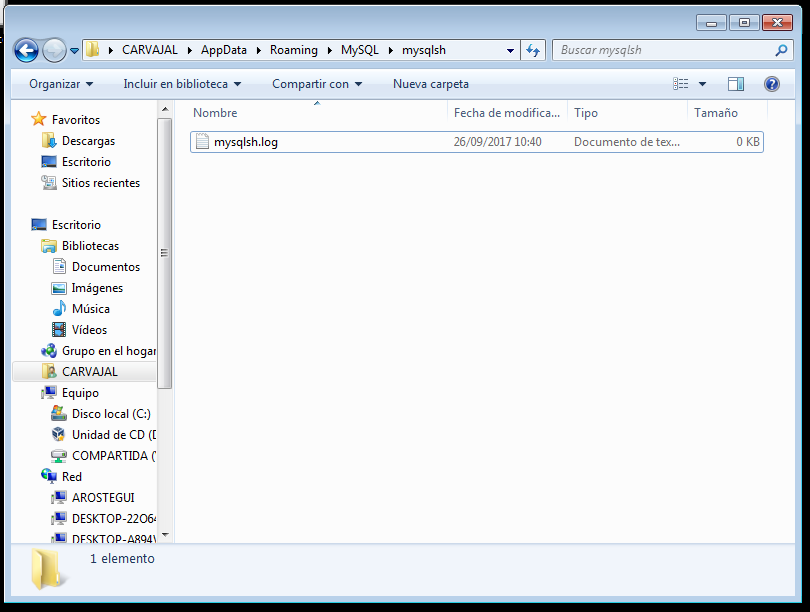 CARVAJAL AppData Roaming MySQL mysqlsh
Buscar mysqlsh
Organizar Incluir en biblioteca Compartir con Nueva carpeta
Nombre Fecha de modifica... Tipo Tamaño
mysqlsh.log 26/09/2017 10:40 Documento de tex... 0 KB
Favoritos
Descargas
Escritorio
Sitios recientes
Escritorio
Bibliotecas
Documentos
Imágenes
Música
Vídeos
Grupo en el hogar
CARVAJAL
Equipo
Disco local (C:)
Unidad de CD (D
COMPARTIDA (
Red
AROSTEGUI
DESKTOP-22O64
DESKTOP-A894V
1 elemento